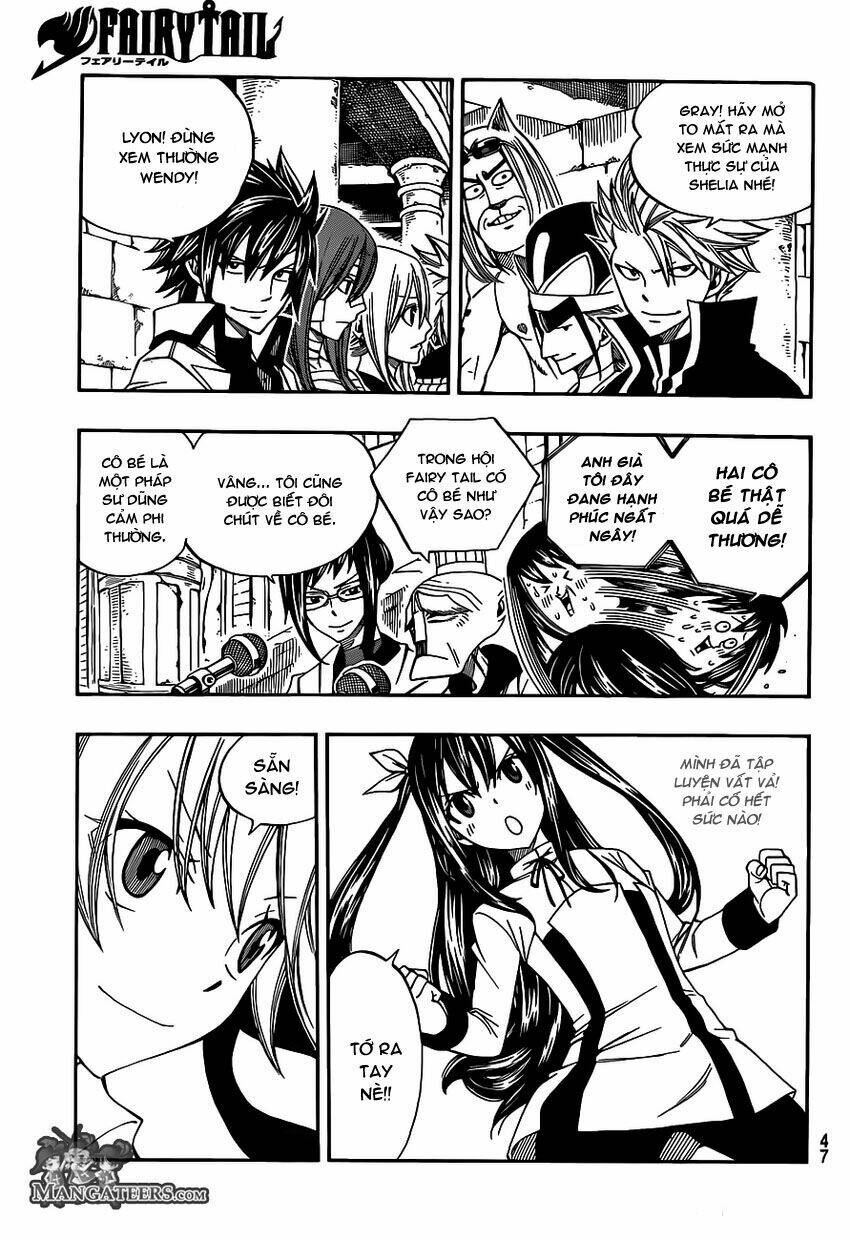 FAIRY TAIL
フェアリーテイル
GRAY! HÃY MỞ
TO MẮT RA MÀ
XEM SỨC MẠNH
THỰC SỰ CỦA
SHELIA NHÉ!
LYON! ĐỪNG
XEM THƯỜNG
WENDY!
HAI CÔ
BÉ THẬT
QUÁ DỄ
THƯƠNG!
ANH GIÀ
TÔI ĐÂY
ĐANG HẠNH
PHÚC NGẤT
NGÂY!
TRONG HỘI
FAIRY TAIL CÓ
CÔ BÉ NHƯ
VẬY SAO?
VÂNG... TÔI CŨNG
ĐƯỢC BIẾT ĐÔI
CHÚT VỀ CÔ BÉ.
CÔ BÉ LÀ
MỘT PHÁP
SƯ DŨNG
CẢM PHI
THƯỜNG.
MÌNH ĐÃ TẬP
LUYỆN VẤT VẢ!
PHẢI CỐ HẾT
SỨC NÀO!
TỚ RA
TAY NÈ!!
SẴN
SÀNG!
47
MANGATEERS.COM